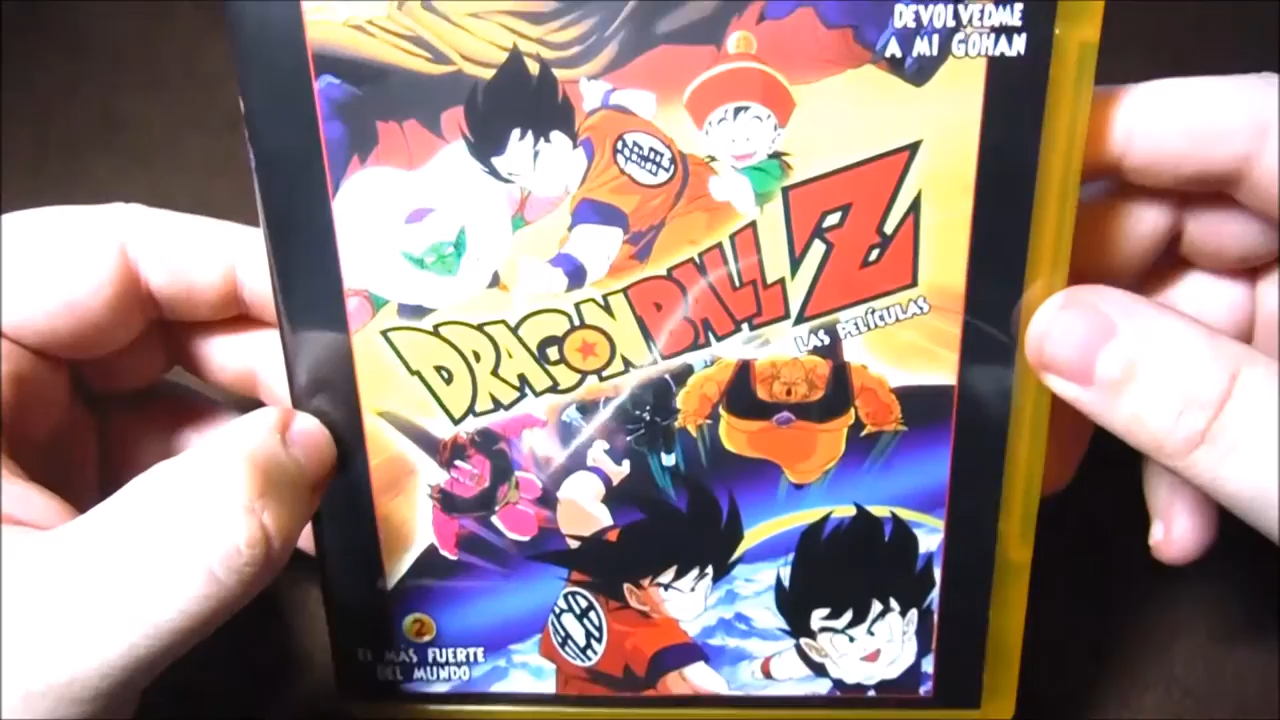 DEVOLVEDME
A MI GOHAN
DRAGON BALL Z
LAS PELÍCULAS
2
EL MÁS FUERTE
DEL MUNDO